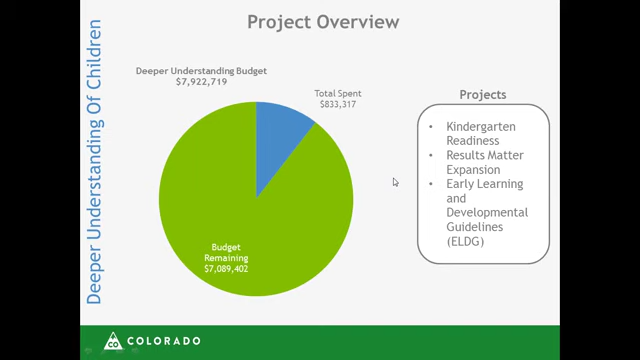 Project Overview
Deeper Understanding Of Children
Deeper Understanding Budget
$7,922,719
Total Spent
$833,317
Budget
Remaining
$7,089,402
Projects
• Kindergarten
Readiness
• Results Matter
Expansion
• Early Learning
and
Developmental
Guidelines
(ELDG)
CO
COLORADO